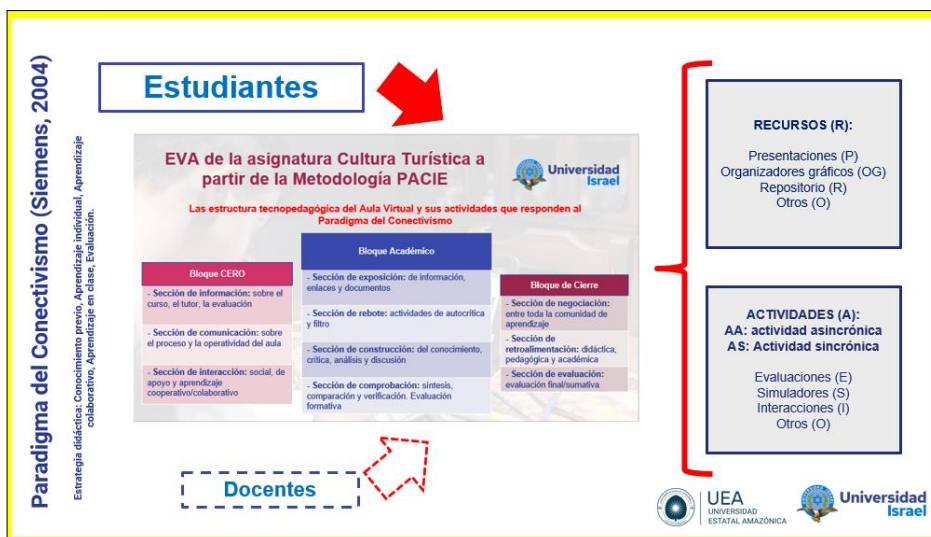 Paradigma del Conectivismo (Siemens, 2004)
Estrategia didáctica: Conocimiento previo, Aprendizaje individual, Aprendizaje
colaborativo, Aprendizaje en clase, Evaluación.
Estudiantes
EVA de la asignatura Cultura Turística a
partir de la Metodología PACIE
Universidad
Israel
Las estructura tecnopedagógica del Aula Virtual y sus actividades que responden al
Paradigma del Conectivismo
Bloque CERO
- Sección de información: sobre el
curso, el tutor, la evaluación
- Sección de comunicación: sobre
el proceso y la operatividad del aula
- Sección de interacción: social, de
apoyo y aprendizaje
cooperativo/colaborativo
Bloque Académico
- Sección de exposición: de información,
enlaces y documentos
- Sección de rebote: actividades de autocrítica
y filtro
- Sección de construcción: del conocimiento,
crítica, análisis y discusión
- Sección de comprobación: síntesis,
comparación y verificación. Evaluación
formativa
Bloque de Cierre
- Sección de negociación:
entre toda la comunidad de
aprendizaje
- Sección de
retroalimentación: didáctica,
pedagógica y académica
- Sección de evaluación:
evaluación final/sumativa
Docentes
RECURSOS (R):
Presentaciones (P)
Organizadores gráficos (OG)
Repositorio (R)
Otros (O)
ACTIVIDADES (A):
AA: actividad asincrónica
AS: Actividad sincrónica
Evaluaciones (E)
Simuladores (S)
Interacciones (I)
Otros (O)
UEA
UNIVERSIDAD
ESTATAL AMAZÓNICA
Universidad
Israel